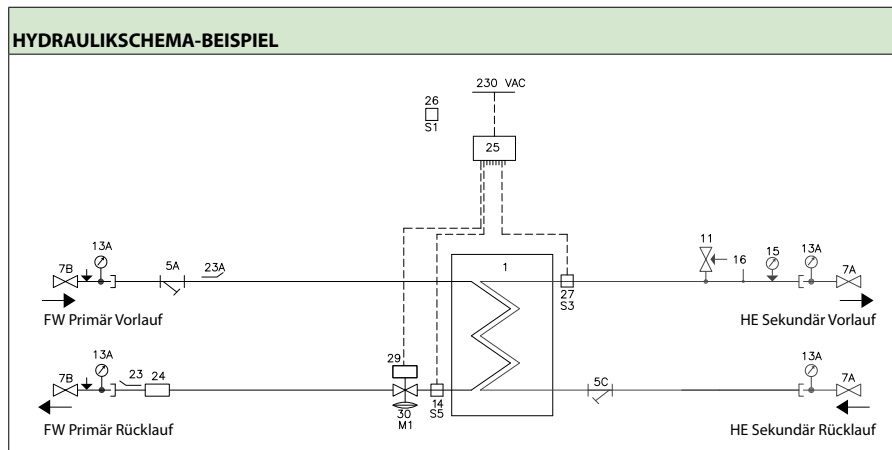 HYDRAULIKSCHEMA-BEISPIEL
230 VAC
26
S1
25
13A
7B
5A
23A
1
11
16
15
13A
7A
27
S3
FW Primär Vorlauf
HE Sekundär Vorlauf
13A
7B
23
24
29
30
M1
14
S5
5C
13A
7A
FW Primär Rücklauf
HE Sekundär Rücklauf